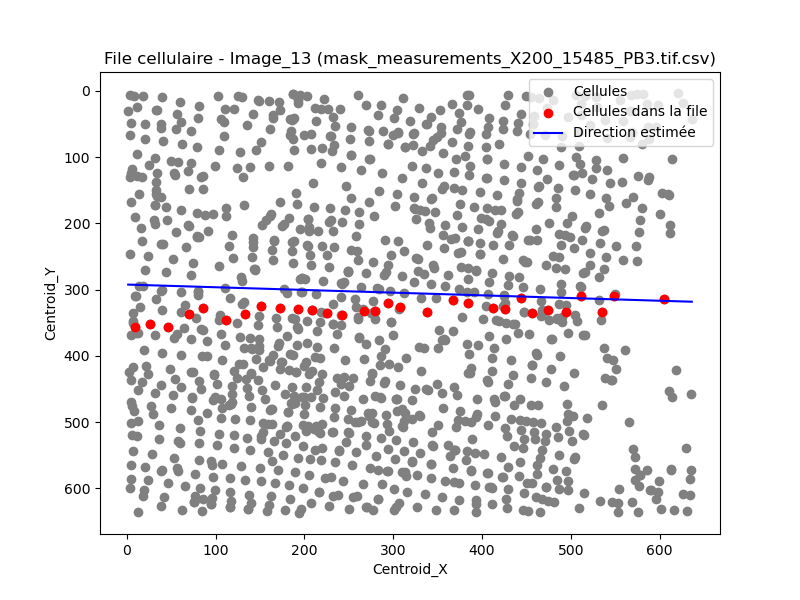 File cellulaire - Image_13 (mask_measurements_X200_15485_PB3.tif.csv)
Cellules
Cellules dans la file
Direction estimée
0
100
200
300
400
500
600
Centroid_Y
0 100 200 300 400 500 600
Centroid_X